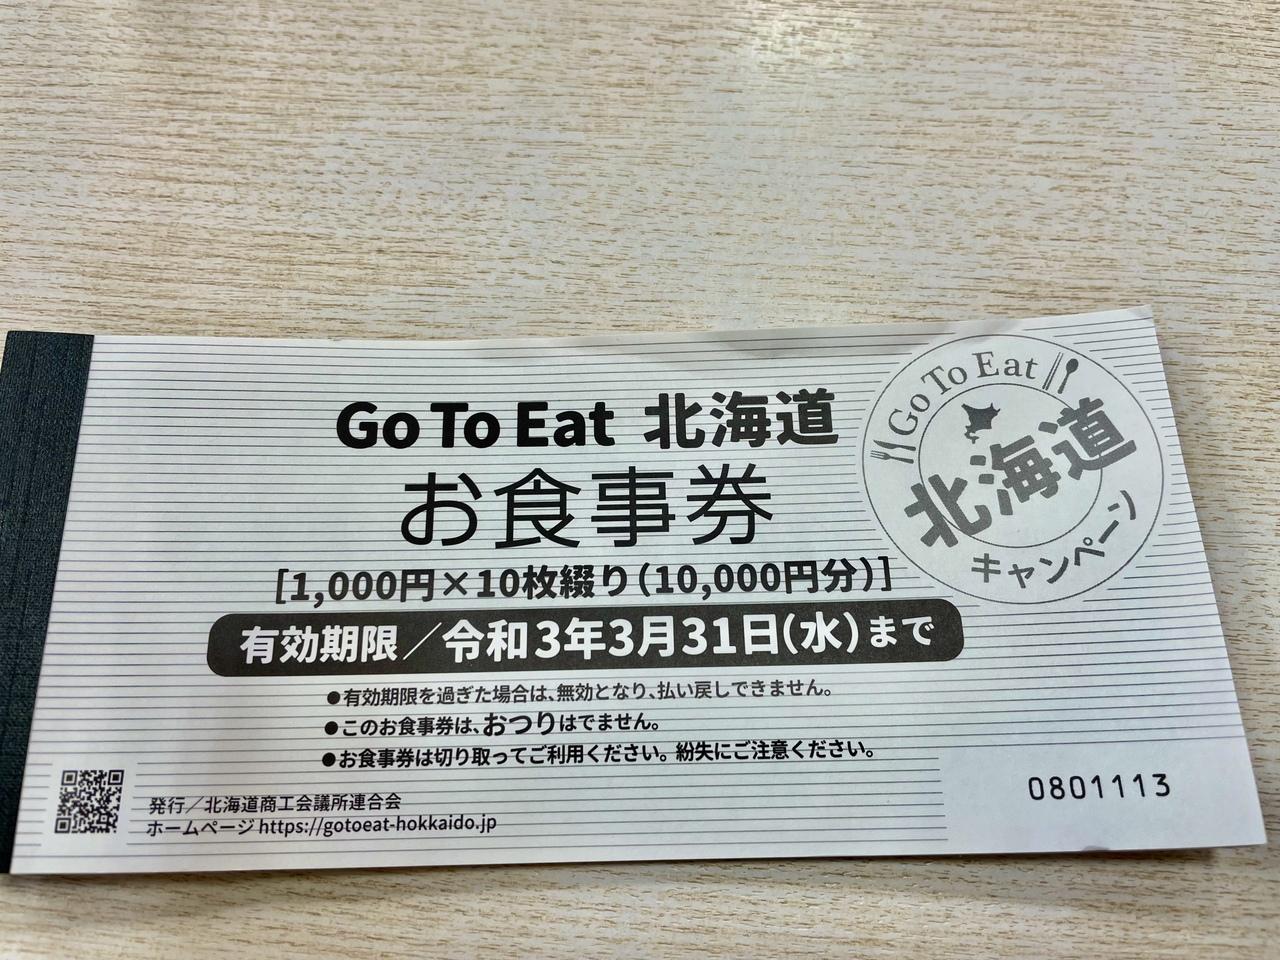 Go To Eat 北海道
お食事券
[1,000円×10枚綴り(10,000円分)]
有効期限／令和3年3月31日(水)まで
●有効期限を過ぎた場合は、無効となり、払い戻しできません。
●このお食事券は、おつりはでません。
●お食事券は切り取ってご利用ください。紛失にご注意ください。
発行／北海道商工会議所連合会
ホームページ https://gotoeat-hokkaido.jp
Go To Eat
北海道
キャンペーン
0801113